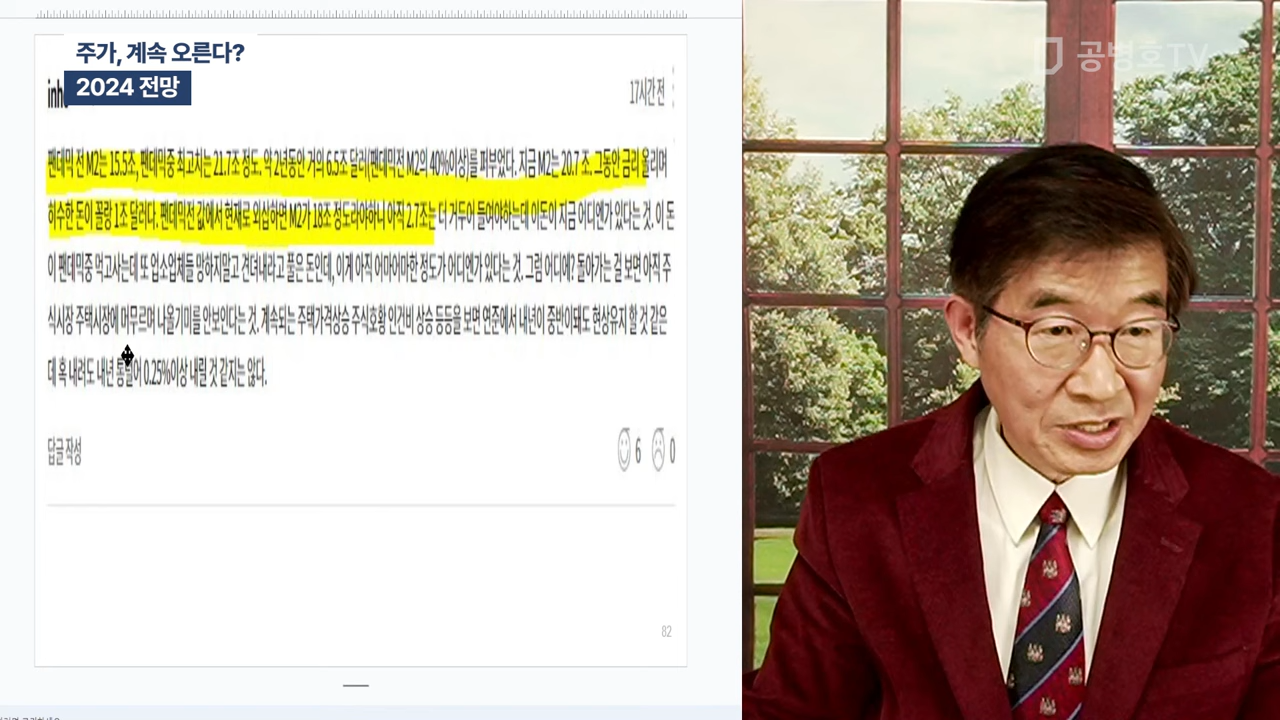 주가, 계속 오른다?
2024 전망
공병호TV
17시간 전
팬데믹 전 M2는 15.5조, 팬데믹중 최고치는 21.7조 정도. 약 2년동안 거의 6.5조 달러(팬데믹전 M2의 40%이상)를 퍼부었다. 지금 M2는 20.7 조. 그동안 금리 올리며
회수한 돈이 꼴랑 1조 달러다. 팬데믹전 값에서 현재로 외삽하면 M2가 18조 정도라야하니 아직 2.7조는 더 거두어 들여야하는데 이돈이 지금 어디엔가 있다는 것. 이 돈
이 팬데믹중 먹고사는데 또 업소업체들 망하지말고 견뎌내라고 풀은 돈인데, 이게 아직 어마어마한 정도가 어디엔가 있다는 것. 그럼 어디에? 돌아가는 걸 보면 아직 주
식시장 주택시장에 머무르며 나올기미를 안보인다는 것. 계속되는 주택가격상승 주식호황 인건비 상승 등등을 보면 연준에서 내년이 중반이돼도 현상유지 할 것 같은
데 혹 내려도 내년 통털어 0.25%이상 내릴 것 같지는 않다.
답글 작성
6
0
82